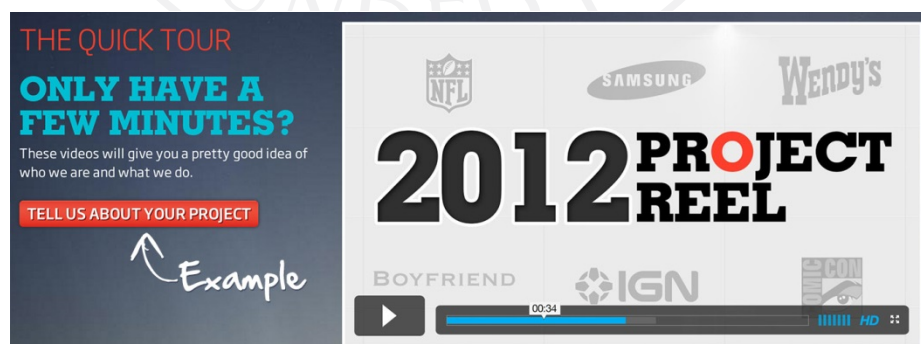 THE QUICK TOUR
ONLY HAVE A
FEW MINUTES?
These videos will give you a pretty good idea of
who we are and what we do.
TELL US ABOUT YOUR PROJECT
Example
NFL
SAMSUNG
Wendy's
2012 PROJECT
REEL
BOYFRIEND
IGN
COMIC
CON
00:34
HD